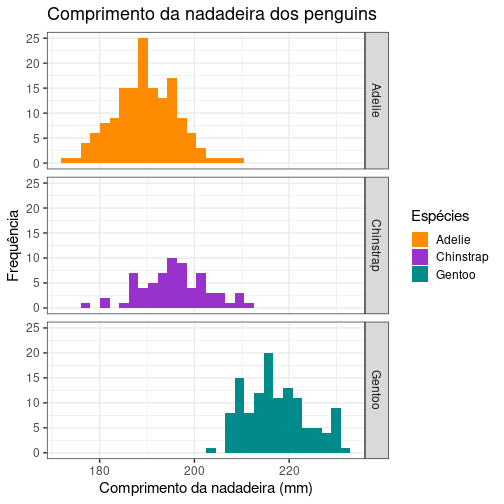 Comprimento da nadadeira dos penguins
25
20
15
10
5
0
Adelie
25
20
15
10
5
0
Chinstrap
25
20
15
10
5
0
Gentoo
180
200
220
Comprimento da nadadeira (mm)
Frequência
Espécies
Adelie
Chinstrap
Gentoo